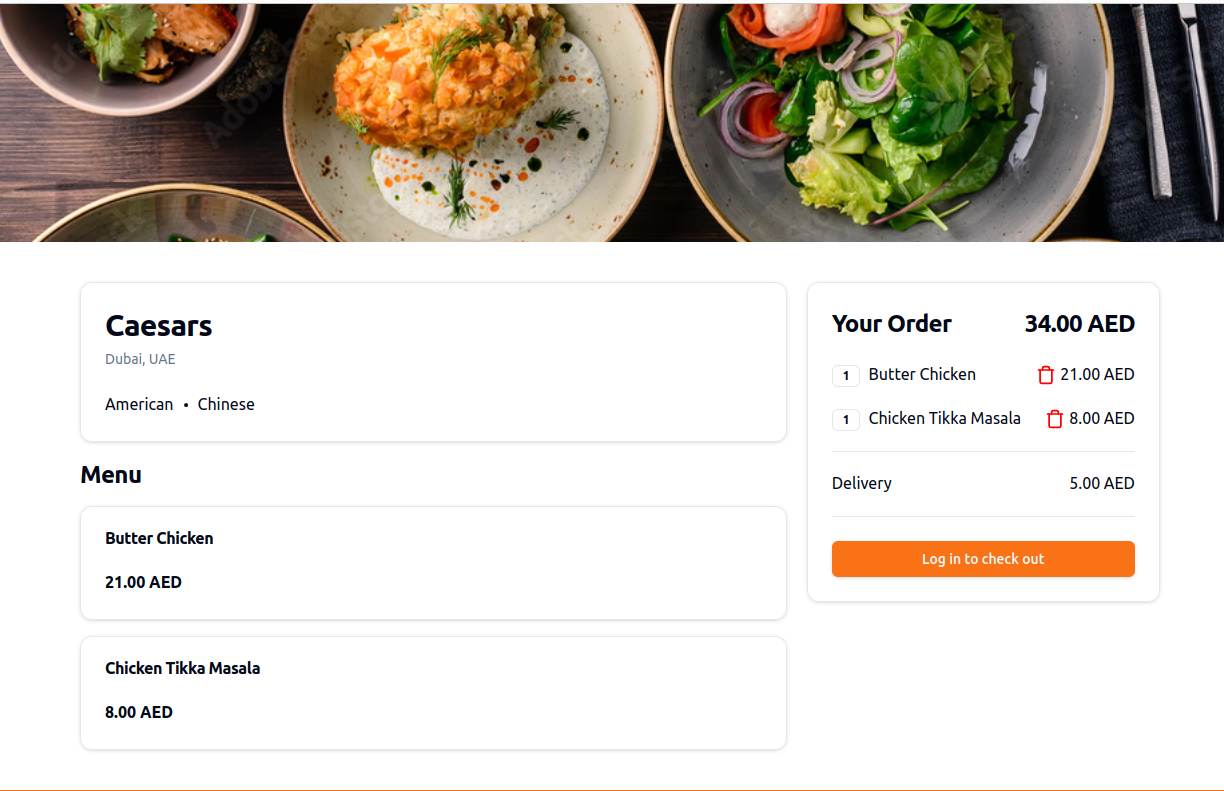 Caesars
Dubai, UAE
American • Chinese
Menu
Butter Chicken
21.00 AED
Chicken Tikka Masala
8.00 AED
Your Order 34.00 AED
1 Butter Chicken 21.00 AED
1 Chicken Tikka Masala 8.00 AED
Delivery 5.00 AED
Log in to check out